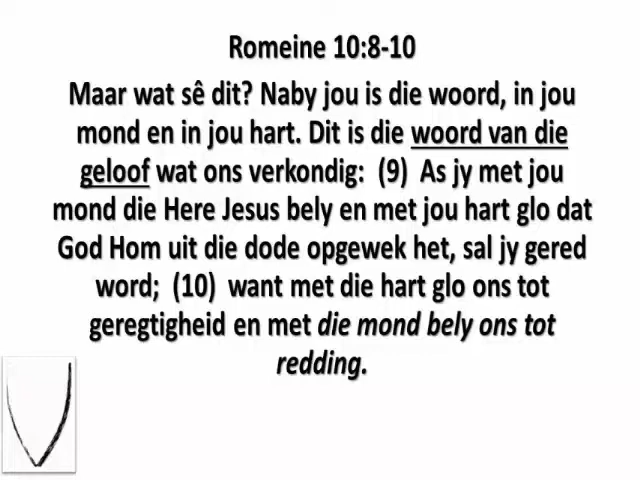 Romeine 10:8-10
Maar wat sê dit? Naby jou is die woord, in jou
mond en in jou hart. Dit is die woord van die
geloof wat ons verkondig:  (9)  As jy met jou
mond die Here Jesus bely en met jou hart glo dat
God Hom uit die dode opgewek het, sal jy gered
word;  (10)  want met die hart glo ons tot
geregtigheid en met die mond bely ons tot
redding.